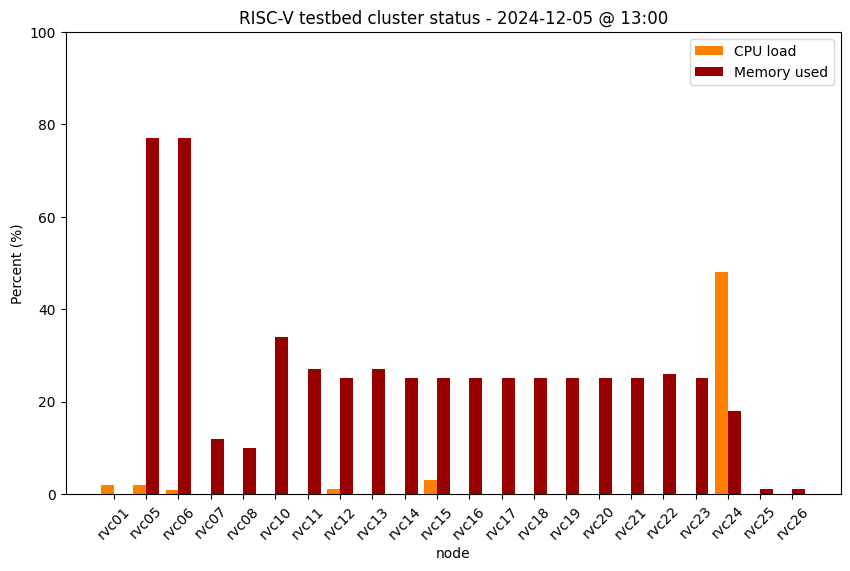 RISC-V testbed cluster status - 2024-12-05 @ 13:00
CPU load
Memory used
Percent (%)
100
80
60
40
20
0
rvc01 rvc05 rvc06 rvc07 rvc08 rvc10 rvc11 rvc12 rvc13 rvc14 rvc15 rvc16 rvc17 rvc18 rvc19 rvc20 rvc21 rvc22 rvc23 rvc24 rvc25 rvc26
node